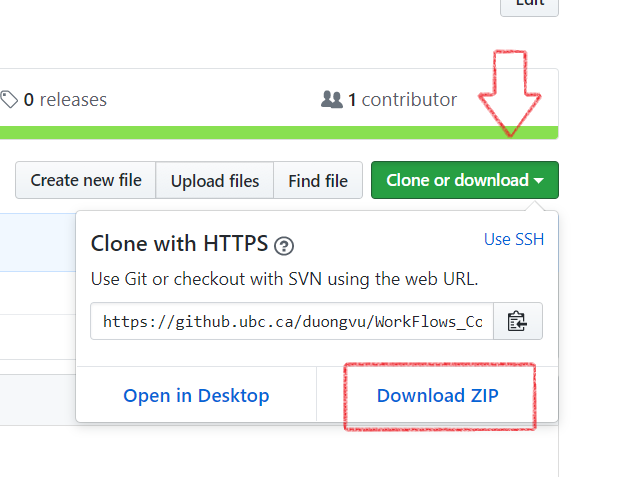 Edit
0 releases
1 contributor
Create new file
Upload files
Find file
Clone or download
Clone with HTTPS ?
Use SSH
Use Git or checkout with SVN using the web URL.
https://github.ubc.ca/duongvu/WorkFlows_Co
Open in Desktop
Download ZIP